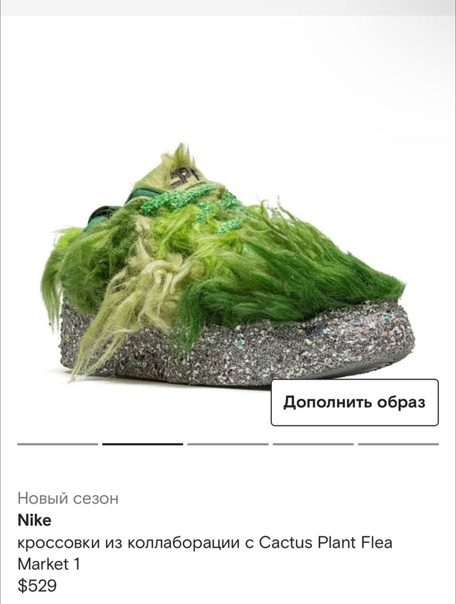 Дополнить образ
Новый сезон
Nike
кроссовки из коллаборации с Cactus Plant Flea
Market 1
$529